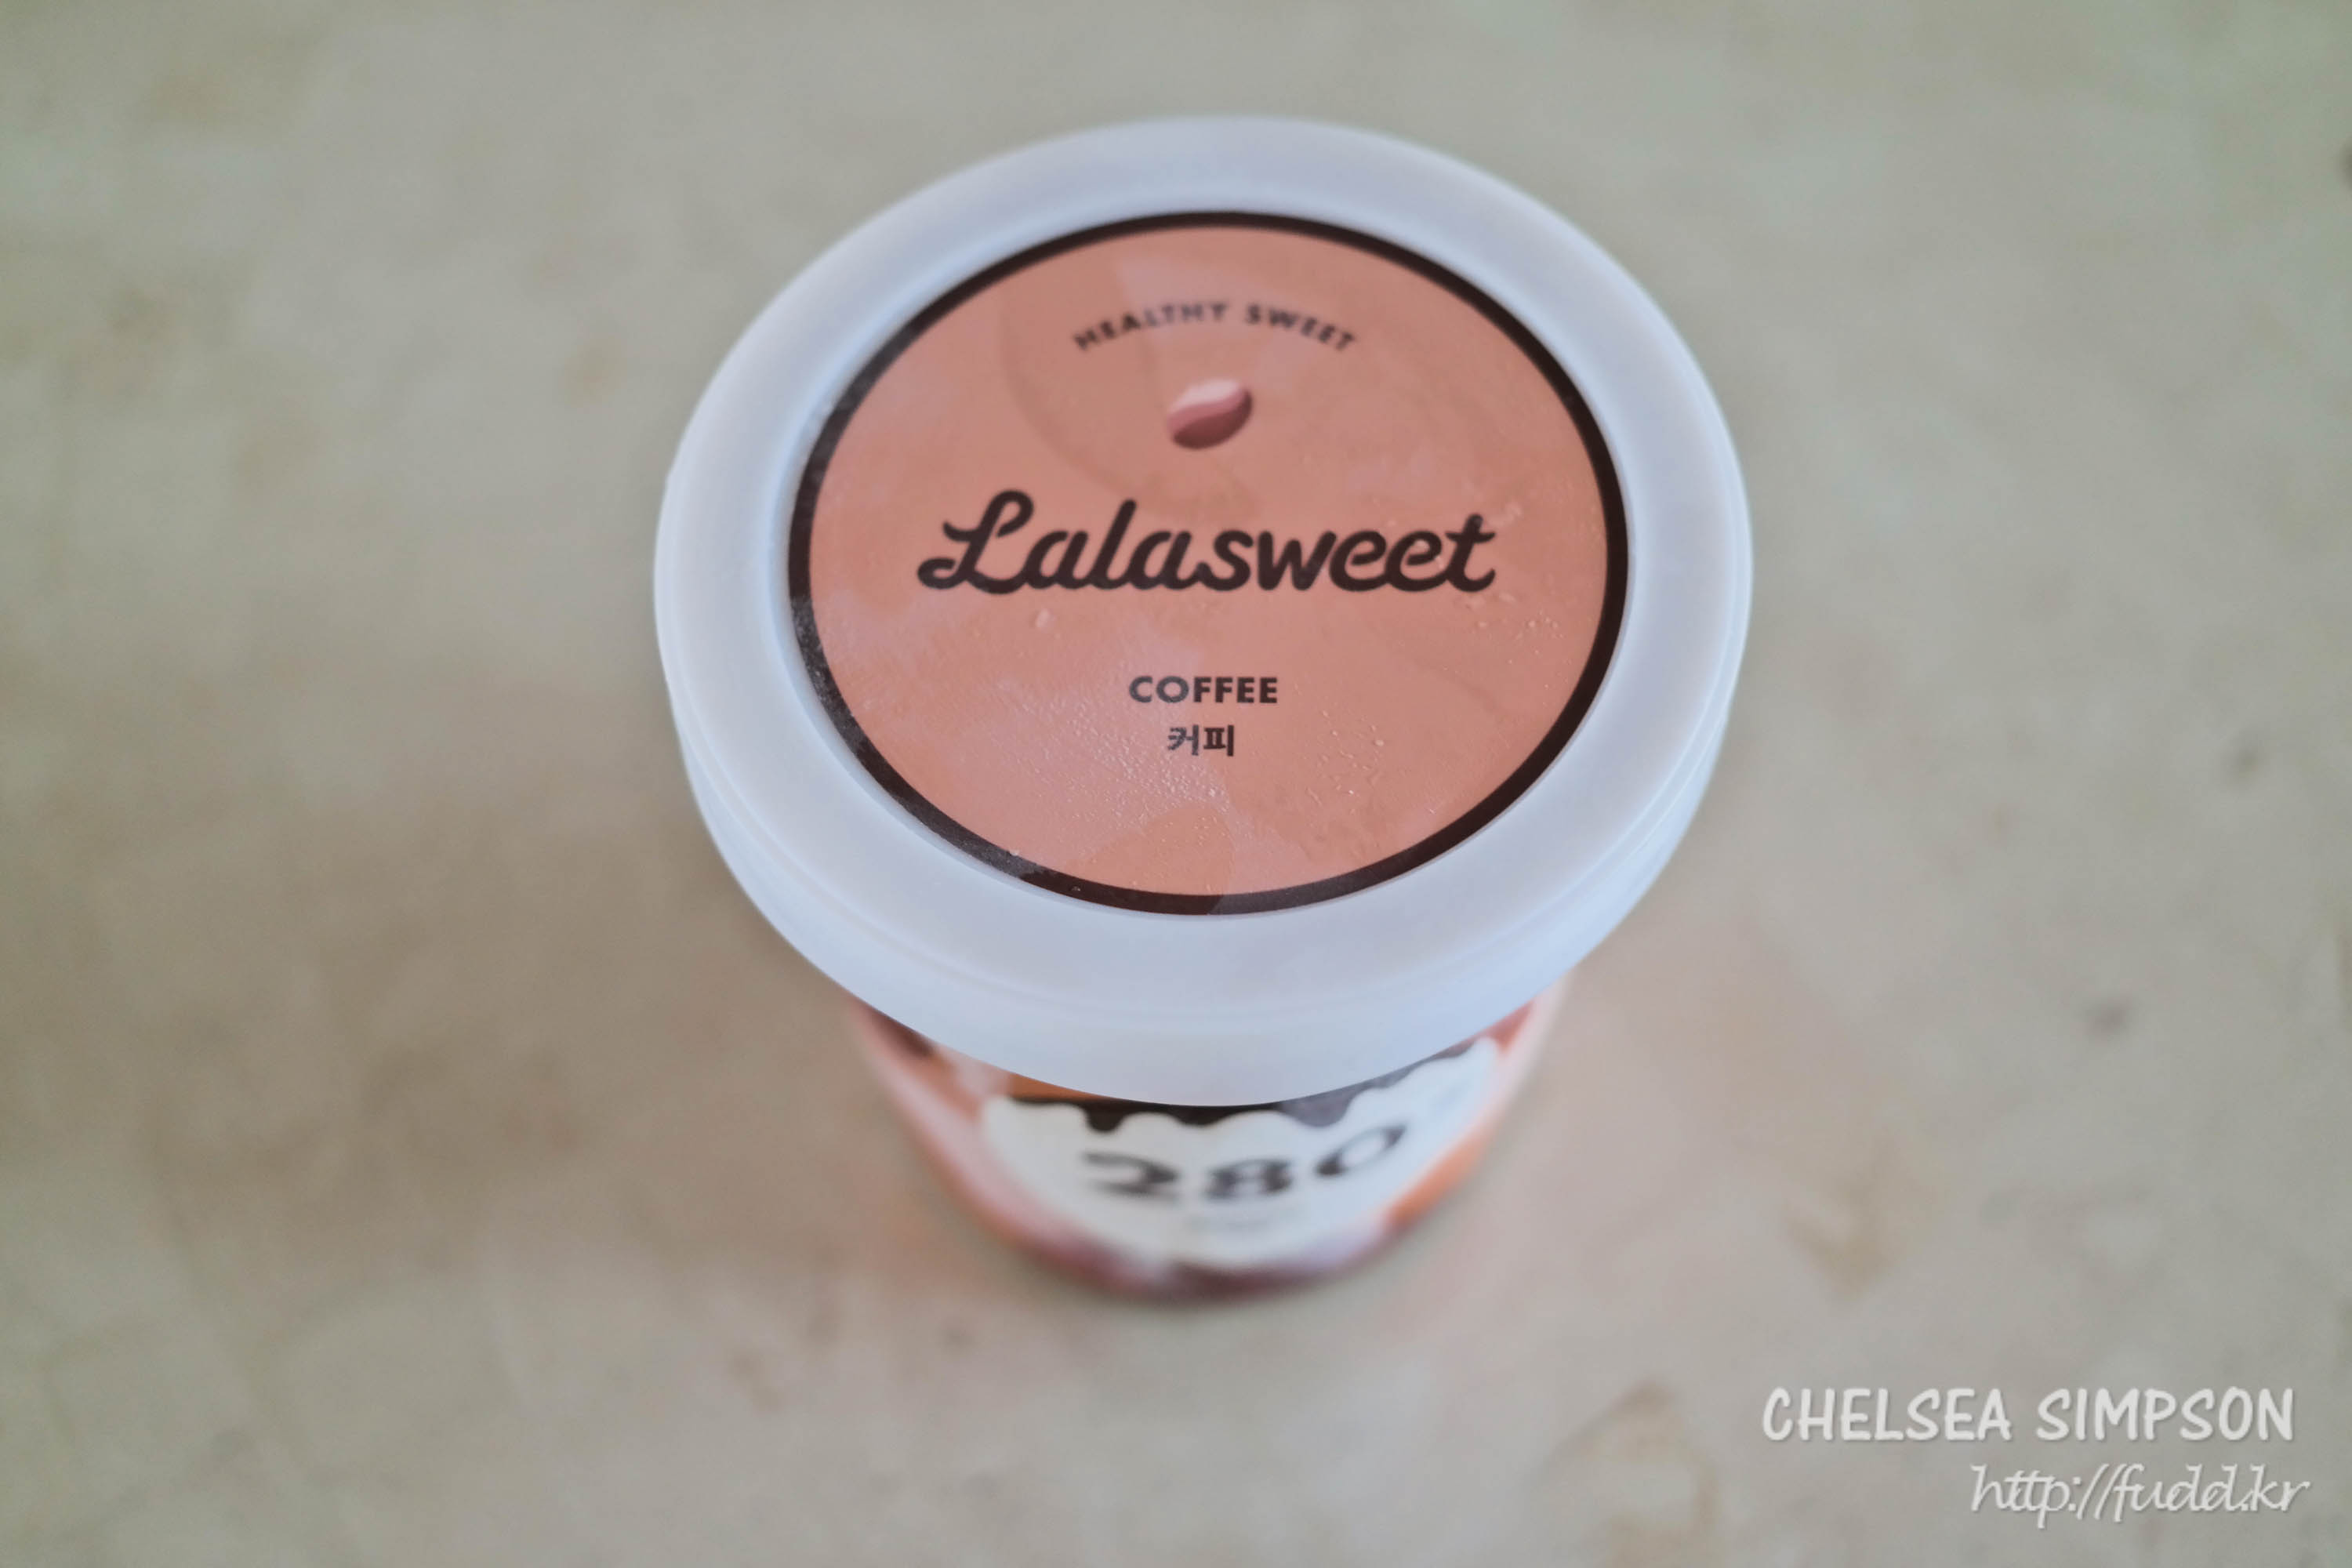 HEALTHY SWEET
Lalasweet
COFFEE
커피
280
CHELSEA SIMPSON
http://fudd.kr